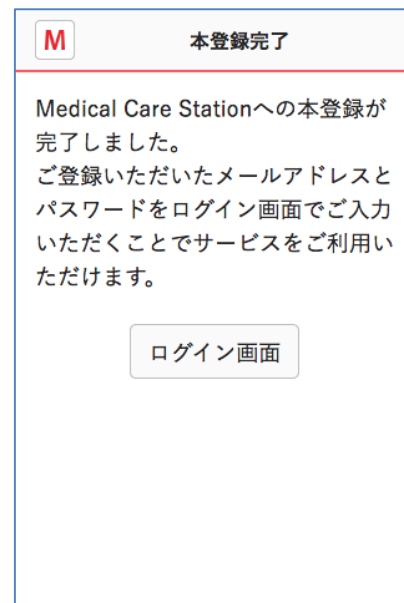 M
本登録完了
Medical Care Stationへの本登録が
完了しました。
ご登録いただいたメールアドレスと
パスワードをログイン画面でご入力
いただくことでサービスをご利用い
ただけます。
ログイン画面